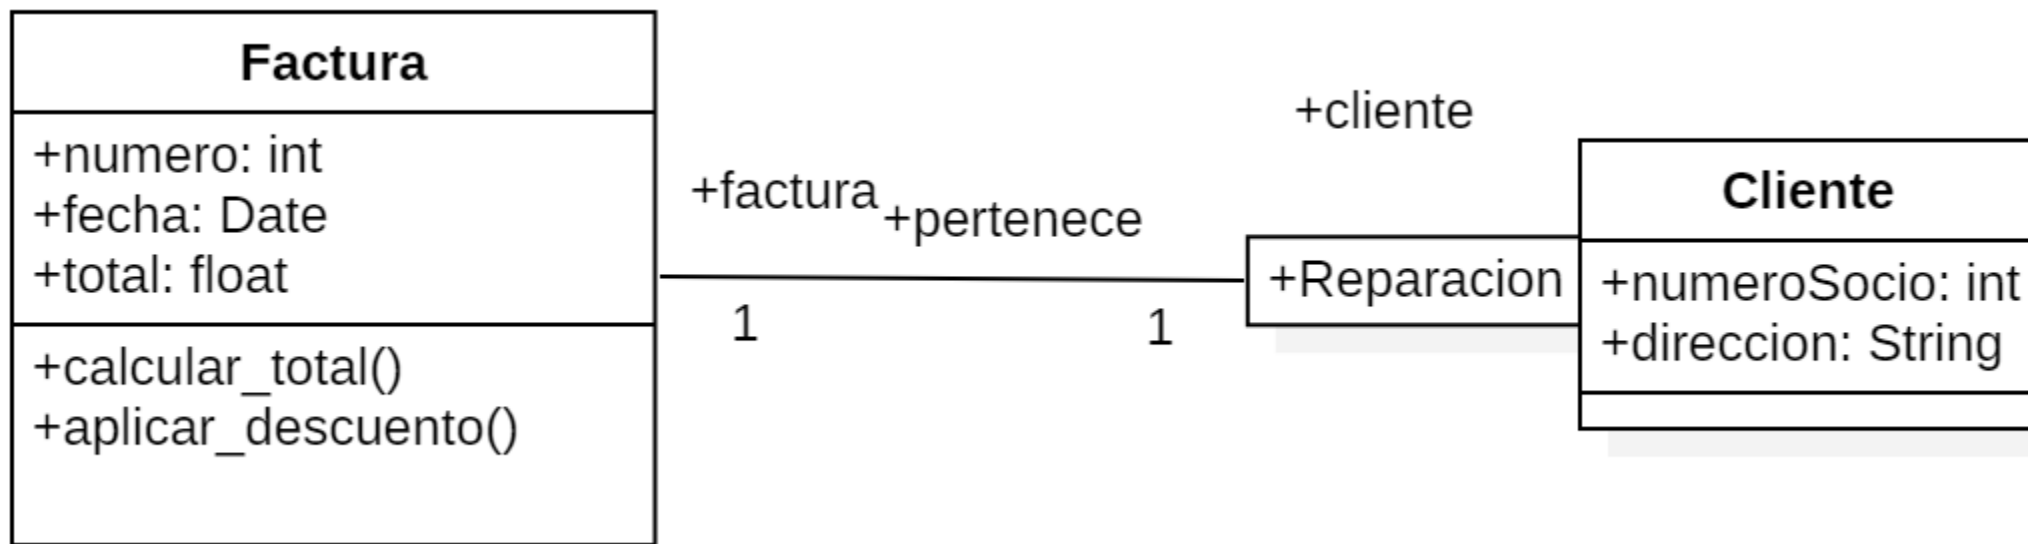 Factura
+numero: int
+fecha: Date
+total: float
+calcular_total()
+aplicar_descuento()
+factura
+pertenece
1
1
+cliente
+Reparacion
Cliente
+numeroSocio: int
+direccion: String